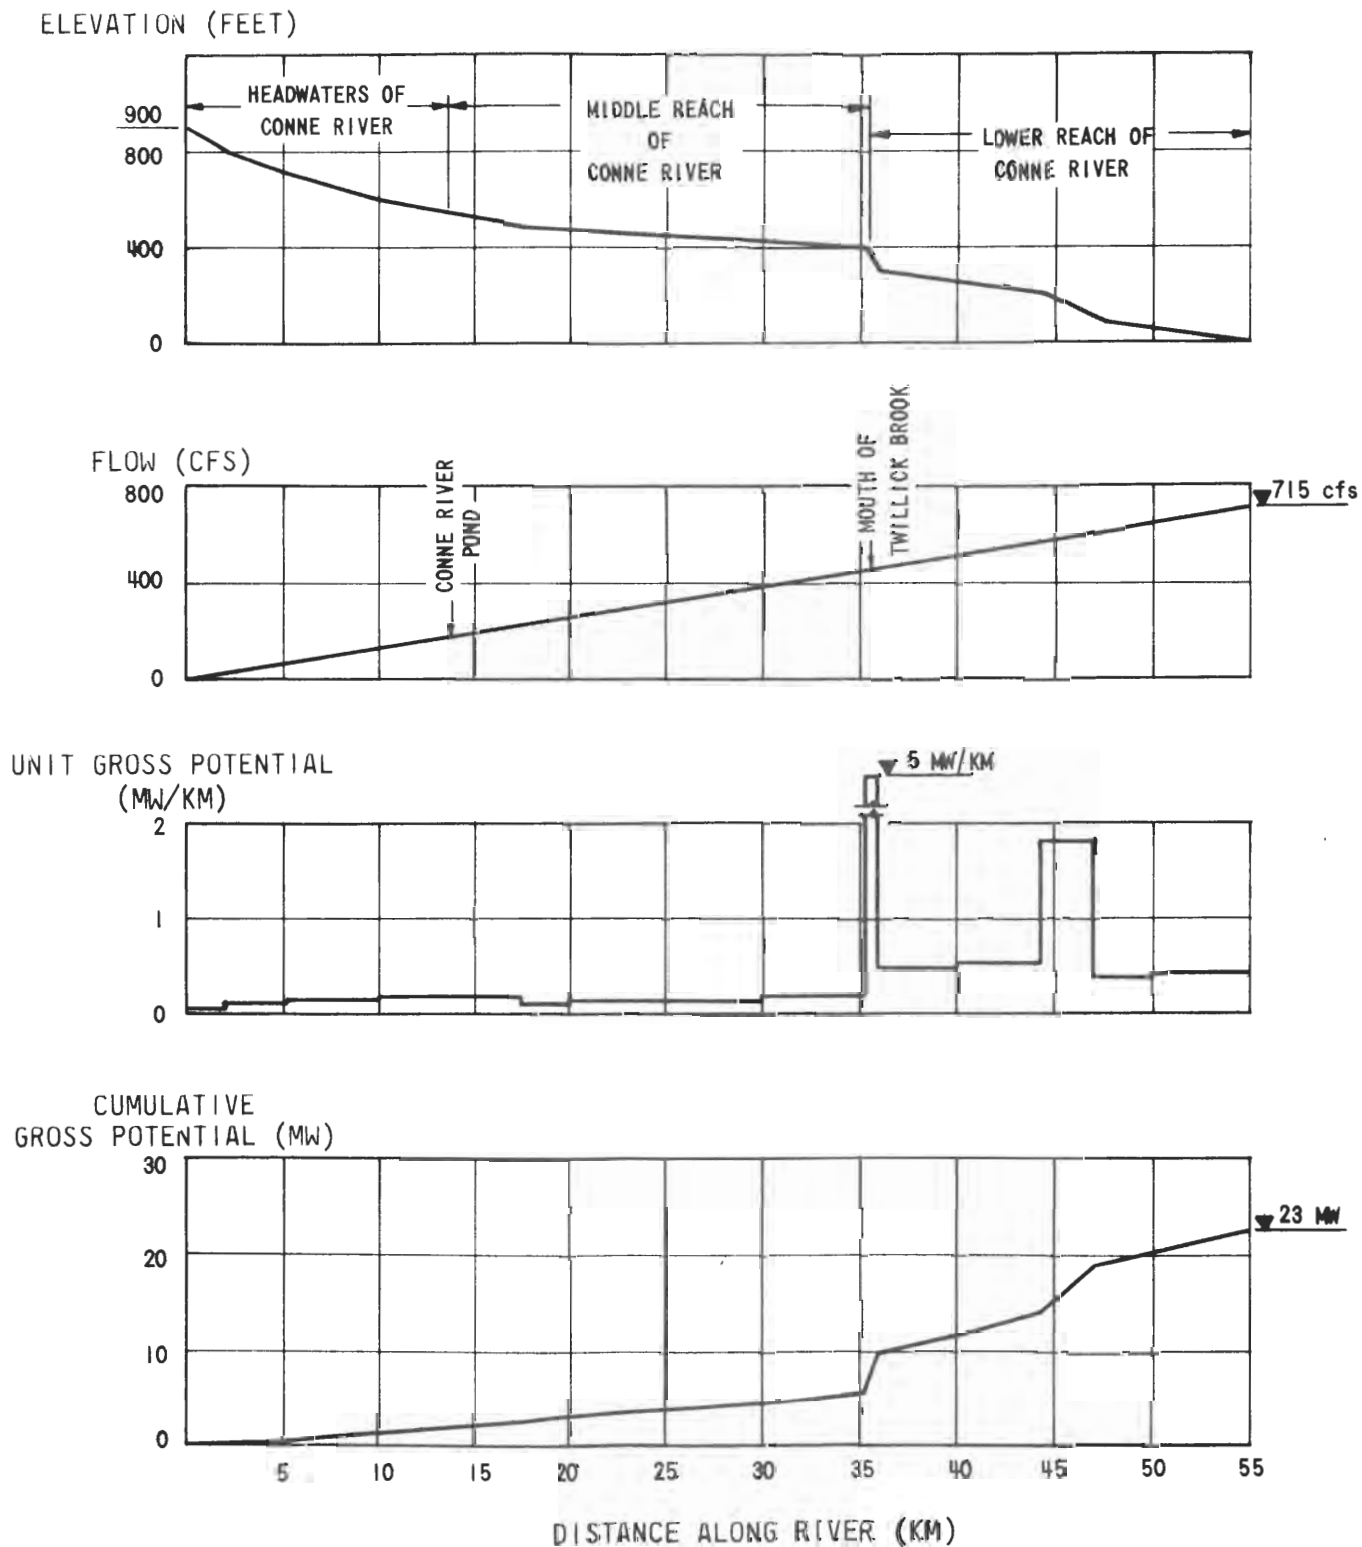 ELEVATION (FEET)
HEADWATERS OF
CONNE RIVER
MIDDLE REACH
OF
CONNE RIVER
LOWER REACH OF
CONNE RIVER
900
800
400
0
FLOW (CFS)
800
400
0
CONNE RIVER
POND
MOUTH OF
TWILLICK BROOK
715 cfs
UNIT GROSS POTENTIAL
(MW/KM)
5 MW/KM
2
1
0
CUMULATIVE
GROSS POTENTIAL (MW)
30
20
10
0
23 MW
5 10 15 20 25 30 35 40 45 50 55
DISTANCE ALONG RIVER (KM)